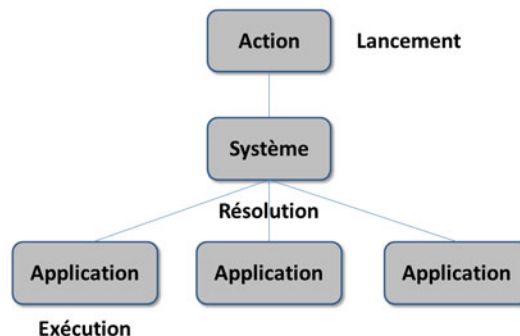 Action Lancement
Système
Résolution
Application Application Application
Exécution